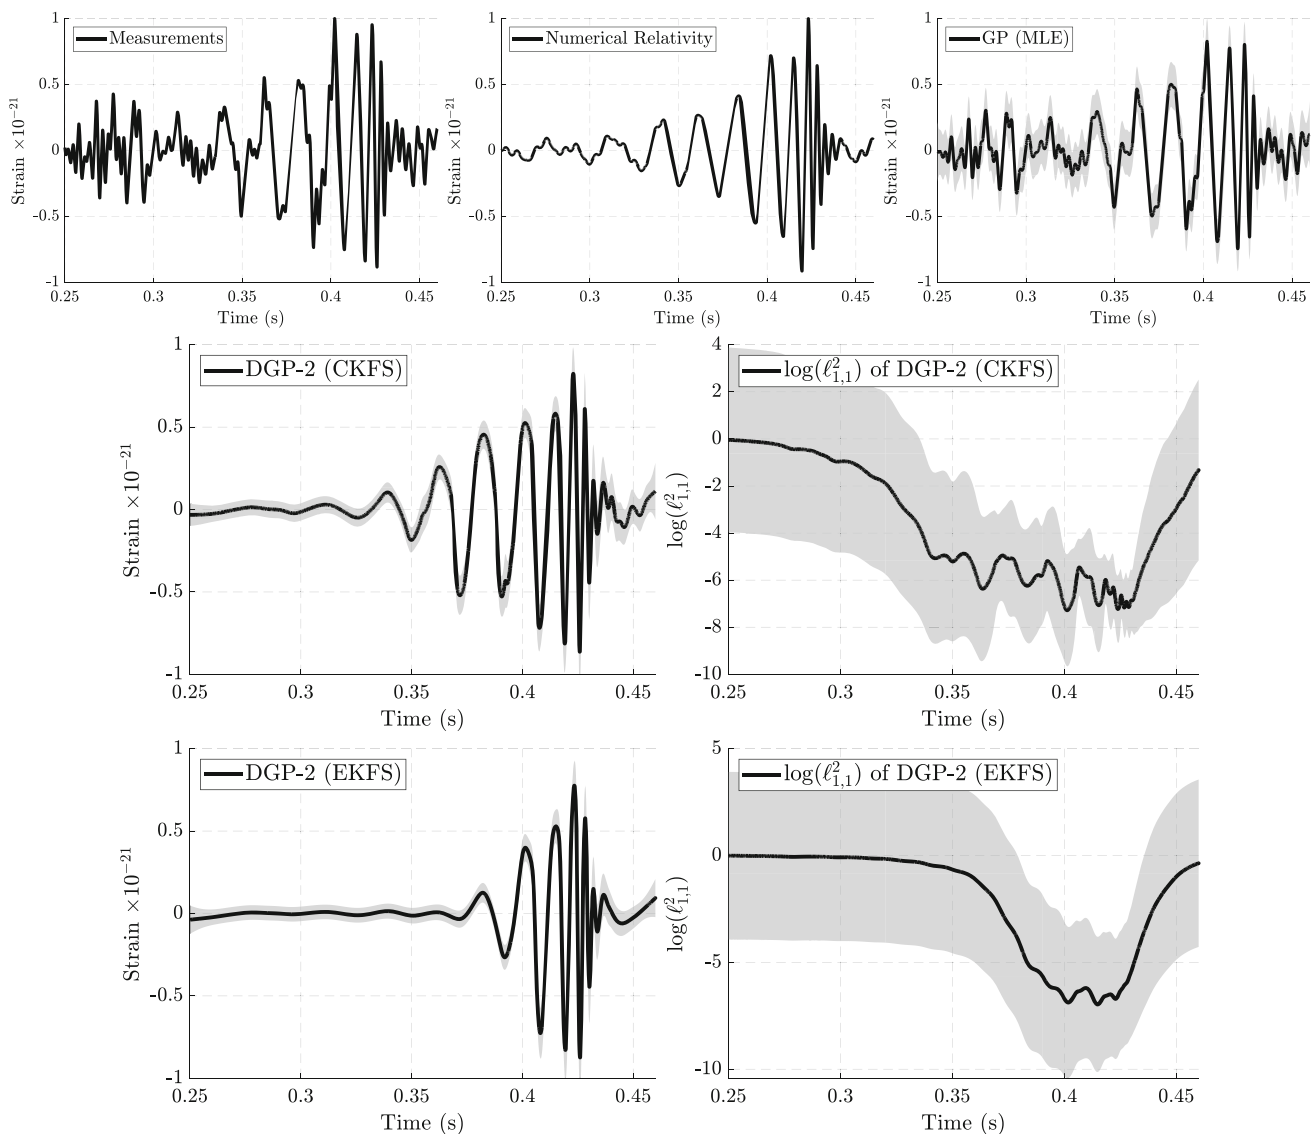 1
0.5
0
-0.5
-1
Strain ×10⁻²¹
Measurements
0.25 0.3 0.35 0.4 0.45
Time (s)
1
0.5
0
-0.5
-1
Strain ×10⁻²¹
Numerical Relativity
0.25 0.3 0.35 0.4 0.45
Time (s)
1
0.5
0
-0.5
-1
Strain ×10⁻²¹
GP (MLE)
0.25 0.3 0.35 0.4 0.45
Time (s)
1
0.5
0
-0.5
-1
Strain ×10⁻²¹
DGP-2 (CKFS)
0.25 0.3 0.35 0.4 0.45
Time (s)
4
2
0
-2
-4
-6
-8
-10
log(ℓ²₁,₁)
log(ℓ²₁,₁) of DGP-2 (CKFS)
0.25 0.3 0.35 0.4 0.45
Time (s)
1
0.5
0
-0.5
-1
Strain ×10⁻²¹
DGP-2 (EKFS)
0.25 0.3 0.35 0.4 0.45
Time (s)
5
0
-5
-10
log(ℓ²₁,₁)
log(ℓ²₁,₁) of DGP-2 (EKFS)
0.25 0.3 0.35 0.4 0.45
Time (s)